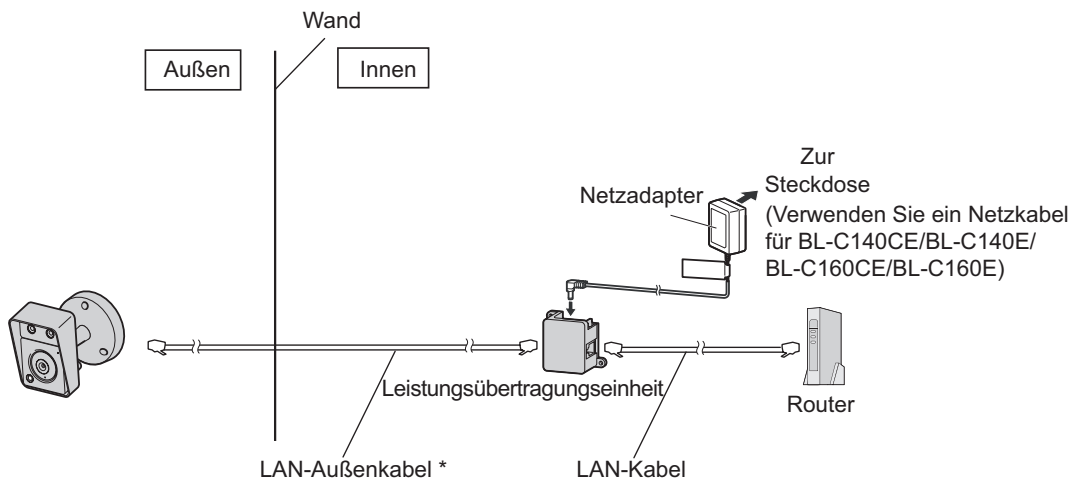 Wand
Außen
Innen
Zur
Steckdose
Netzadapter
(Verwenden Sie ein Netzkabel
für BL-C140CE/BL-C140E/
BL-C160CE/BL-C160E)
Leistungsübertragungseinheit
Router
LAN-Außenkabel *
LAN-Kabel